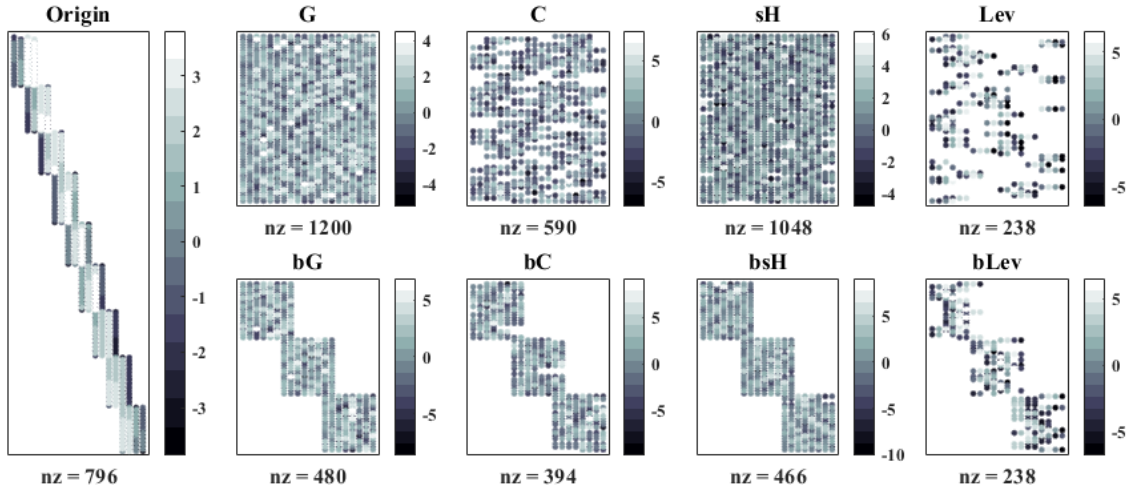 Origin
3
2
1
0
-1
-2
-3
nz = 796
G
4
2
0
-2
-4
nz = 1200
C
5
0
-5
nz = 590
sH
6
4
2
0
-2
-4
nz = 1048
Lev
5
0
-5
nz = 238
bG
5
0
-5
nz = 480
bC
5
0
-5
nz = 394
bsH
5
0
-5
-10
nz = 466
bLev
5
0
-5
nz = 238